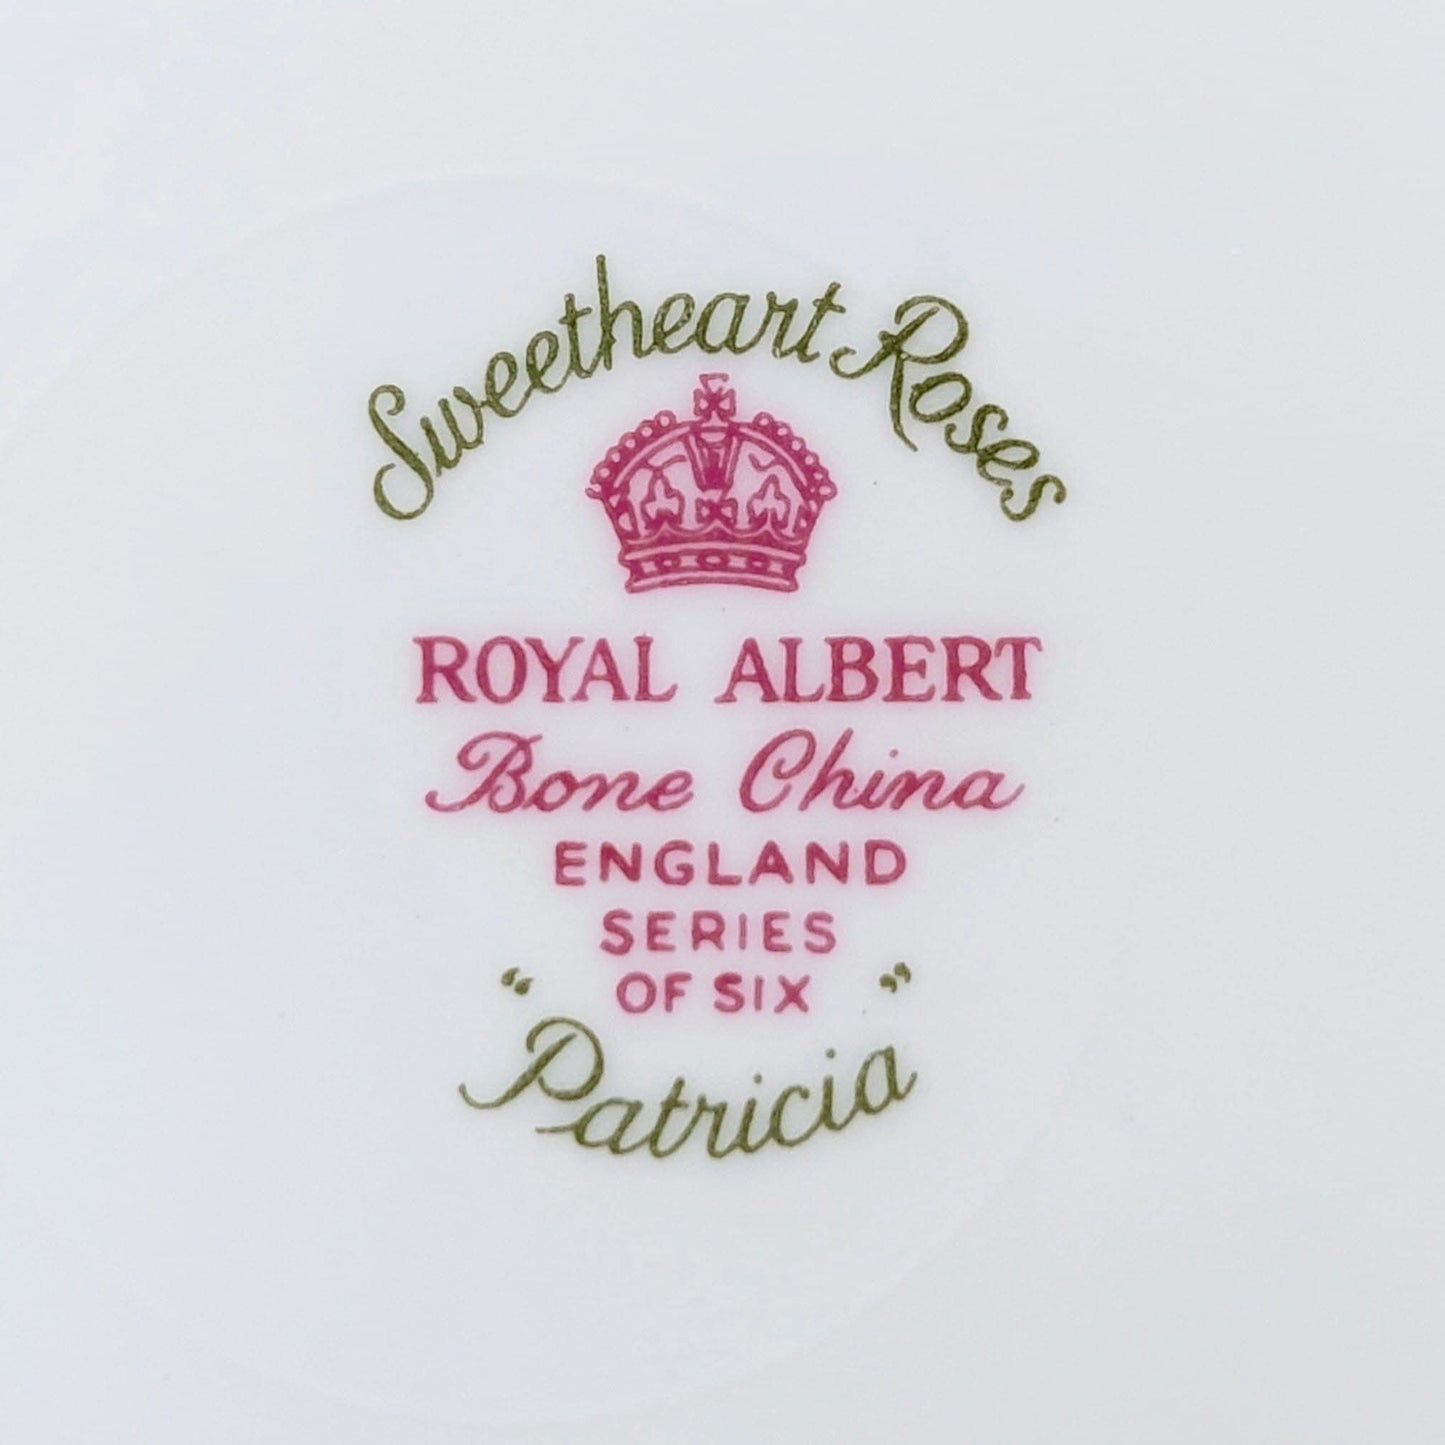 Sweetheart Roses
ROYAL ALBERT
Bone China
ENGLAND
SERIES
OF SIX
“Patricia”